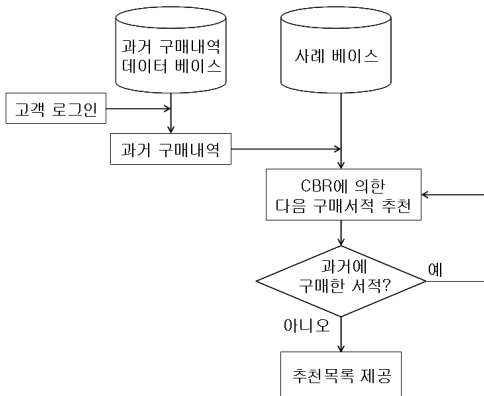 과거 구매내역
데이터 베이스
사례 베이스
고객 로그인
과거 구매내역
CBR에 의한
다음 구매서적 추천
과거에
구매한 서적?
예
아니오
추천목록 제공